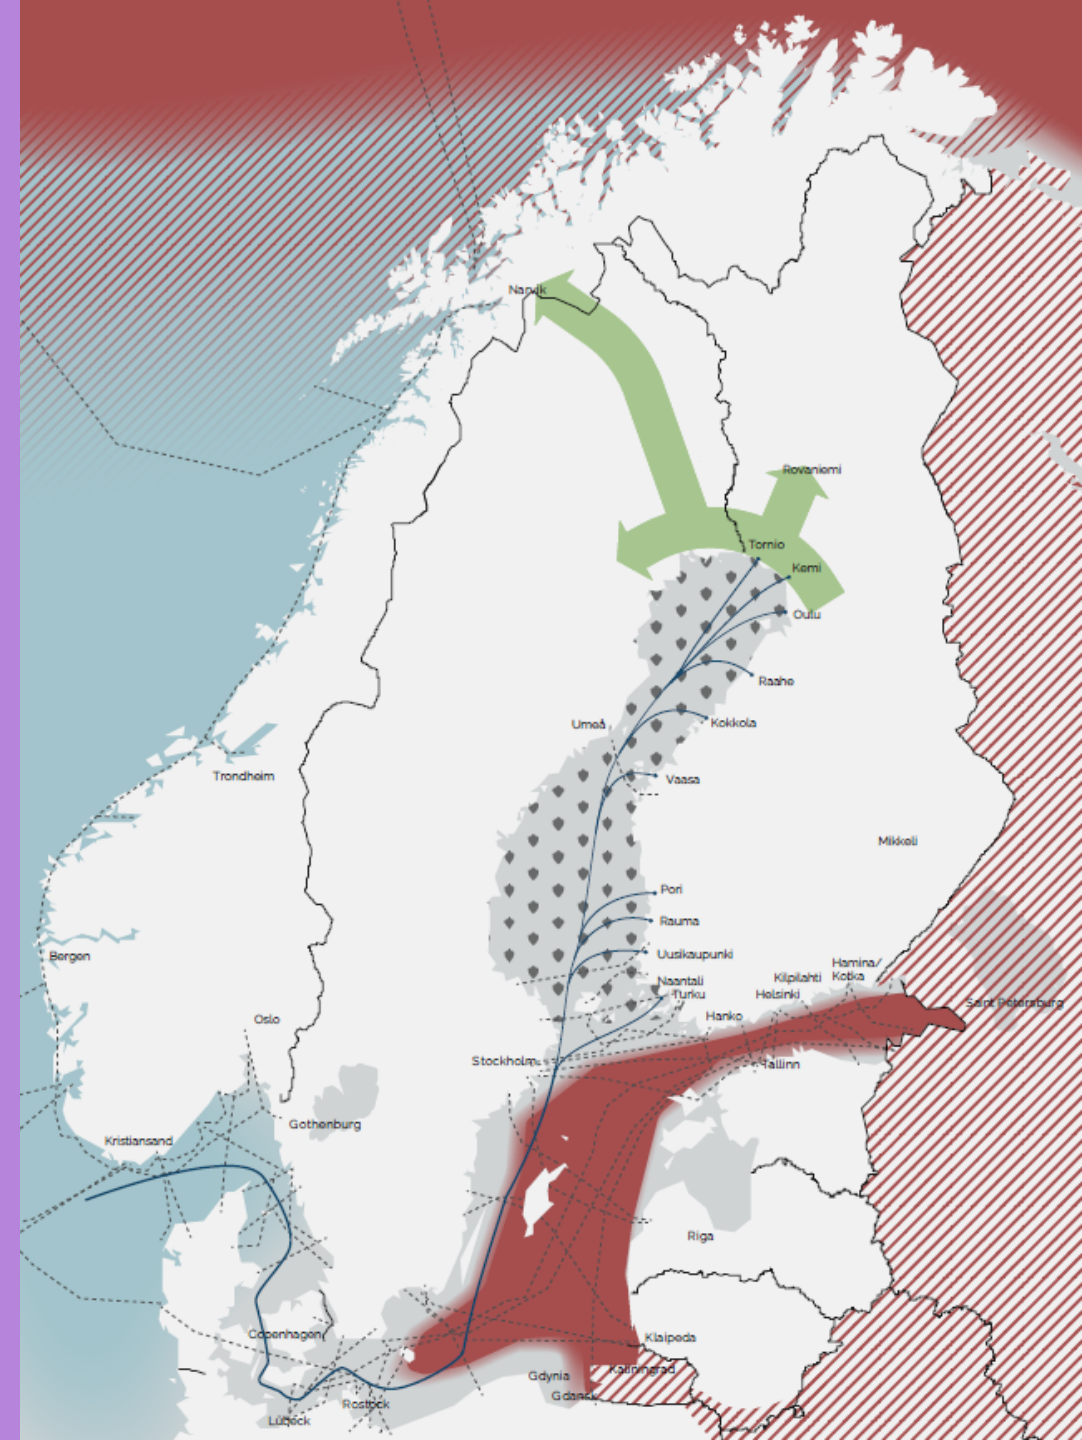 Narvik
Rovaniemi
Tornio
Kemi
Oulu
Raahe
Umeå
Kokkola
Trondheim
Vaasa
Mikkeli
Pori
Rauma
Bergen
Uusikaupunki
Hamina/
Kotka
Kilpilahti
Naantali
Turku
Helsinki
Saint Petersburg
Oslo
Hanko
Stockholm
Tallinn
Gothenburg
Kristiansand
Riga
Copenhagen
Klaipeda
Kaliningrad
Gdynia
Gdansk
Rostock
Lübeck